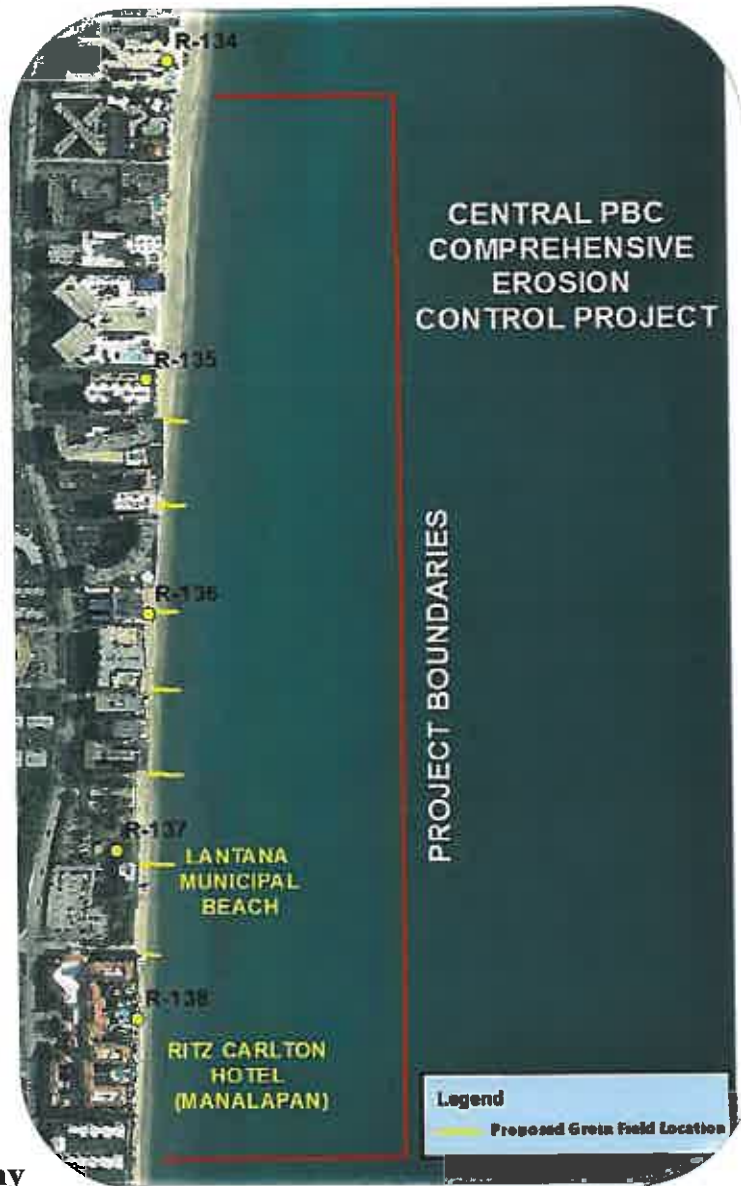 R-134
CENTRAL PBC
COMPREHENSIVE
EROSION
CONTROL PROJECT
R-135
PROJECT BOUNDARIES
R-136
R-137
LANTANA
MUNICIPAL
BEACH
R-138
RITZ CARLTON
HOTEL
(MANALAPAN)
Legend
Proposed Groin Field Location